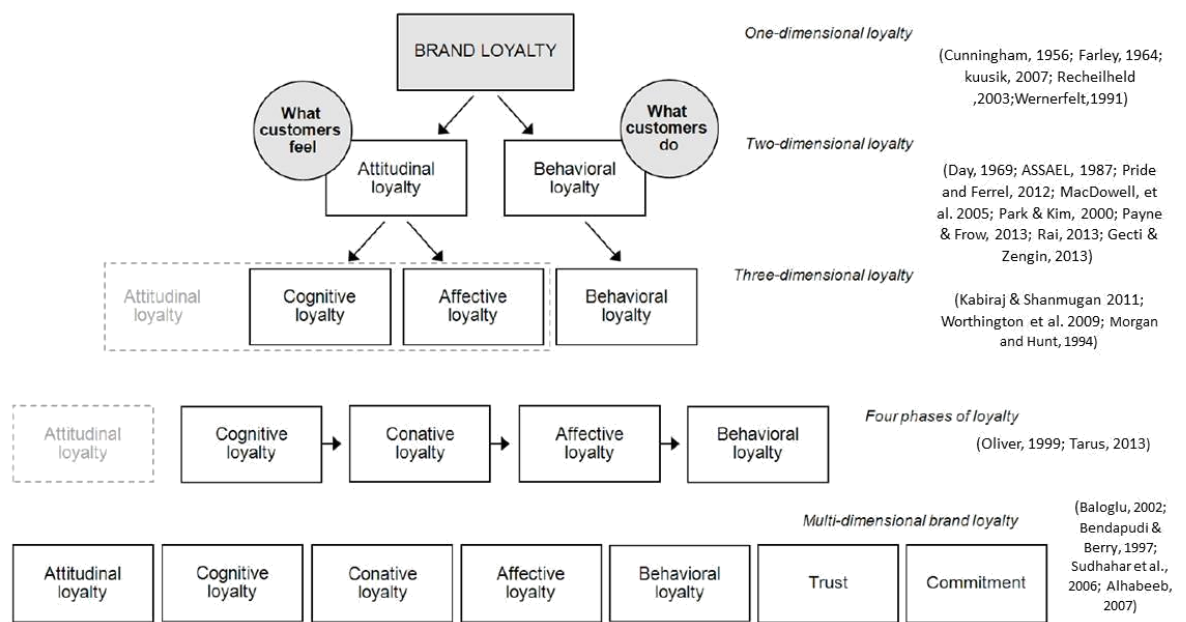 BRAND LOYALTY
One-dimensional loyalty
(Cunningham, 1956; Farley, 1964;
kuusik, 2007; Recheilheld
,2003;Wernerfelt,1991)
What
customers
feel
What
customers
do
Attitudinal
loyalty
Behavioral
loyalty
Two-dimensional loyalty
(Day, 1969; ASSAEL, 1987; Pride
and Ferrel, 2012; MacDowell, et
al. 2005; Park & Kim, 2000; Payne
& Frow, 2013; Rai, 2013; Gecti &
Zengin, 2013)
Attitudinal
loyalty
Cognitive
loyalty
Affective
loyalty
Behavioral
loyalty
Three-dimensional loyalty
(Kabiraj & Shanmugan 2011;
Worthington et al. 2009; Morgan
and Hunt, 1994)
Attitudinal
loyalty
Cognitive
loyalty
Conative
loyalty
Affective
loyalty
Behavioral
loyalty
Four phases of loyalty
(Oliver, 1999; Tarus, 2013)
Multi-dimensional brand loyalty
(Baloglu, 2002;
Bendapudi &
Berry, 1997;
Sudhahar et al.,
2006; Alhabeeb,
2007)
Attitudinal
loyalty
Cognitive
loyalty
Conative
loyalty
Affective
loyalty
Behavioral
loyalty
Trust
Commitment